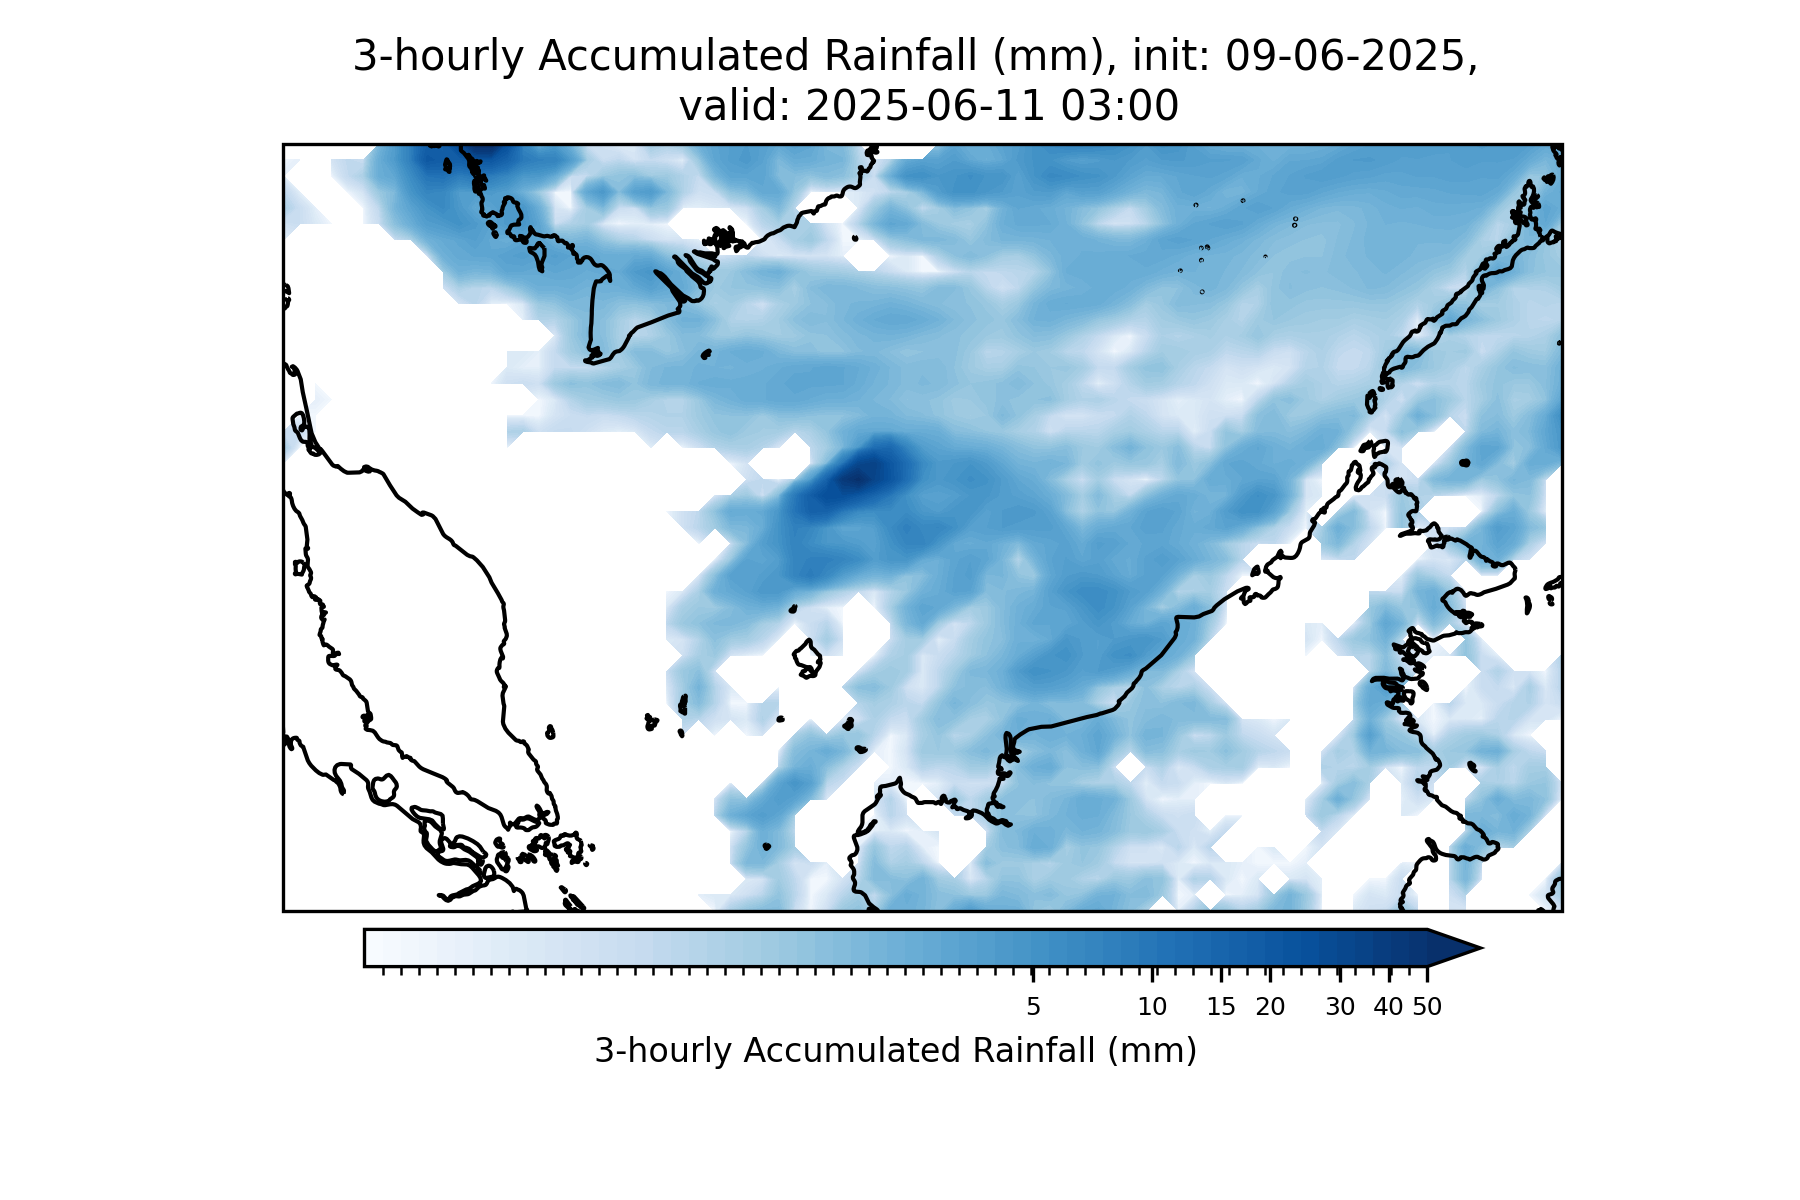 3-hourly Accumulated Rainfall (mm), init: 09-06-2025,
valid: 2025-06-11 03:00
5 10 15 20 30 40 50
3-hourly Accumulated Rainfall (mm)